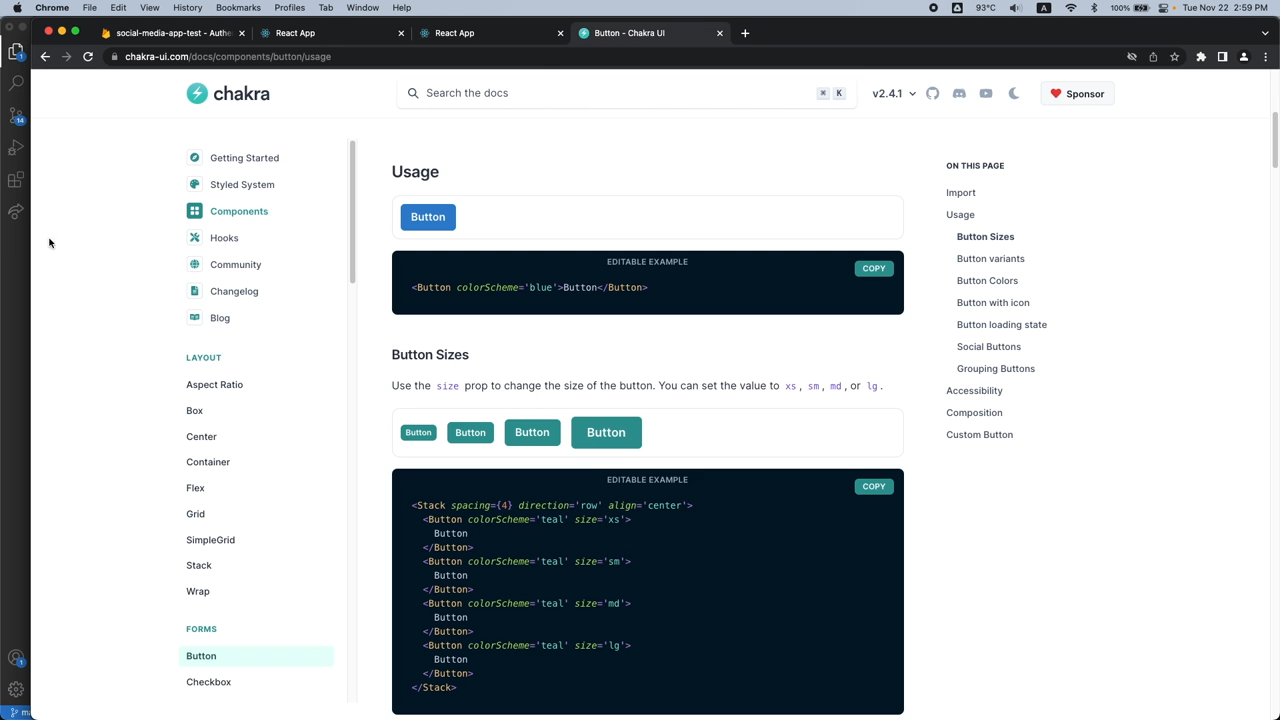 Chrome File Edit View History Bookmarks Profiles Tab Window Help
93°C A 100% Tue Nov 22 2:59 PM
social-media-app-test - Authe
React App
React App
Button - Chakra UI
chakra-ui.com/docs/components/button/usage
1
14
1
chakra
Search the docs
⌘ K
v2.4.1
Sponsor
Getting Started
Styled System
Components
Hooks
Community
Changelog
Blog
LAYOUT
Aspect Ratio
Box
Center
Container
Flex
Grid
SimpleGrid
Stack
Wrap
FORMS
Button
Checkbox
Usage
Button
EDITABLE EXAMPLE
COPY
<Button colorScheme='blue'>Button</Button>
Button Sizes
Use the size prop to change the size of the button. You can set the value to xs, sm, md, or lg.
Button Button Button Button
EDITABLE EXAMPLE
COPY
<Stack spacing={4} direction='row' align='center'>
<Button colorScheme='teal' size='xs'>
Button
</Button>
<Button colorScheme='teal' size='sm'>
Button
</Button>
<Button colorScheme='teal' size='md'>
Button
</Button>
<Button colorScheme='teal' size='lg'>
Button
</Button>
</Stack>
ON THIS PAGE
Import
Usage
Button Sizes
Button variants
Button Colors
Button with icon
Button loading state
Social Buttons
Grouping Buttons
Accessibility
Composition
Custom Button